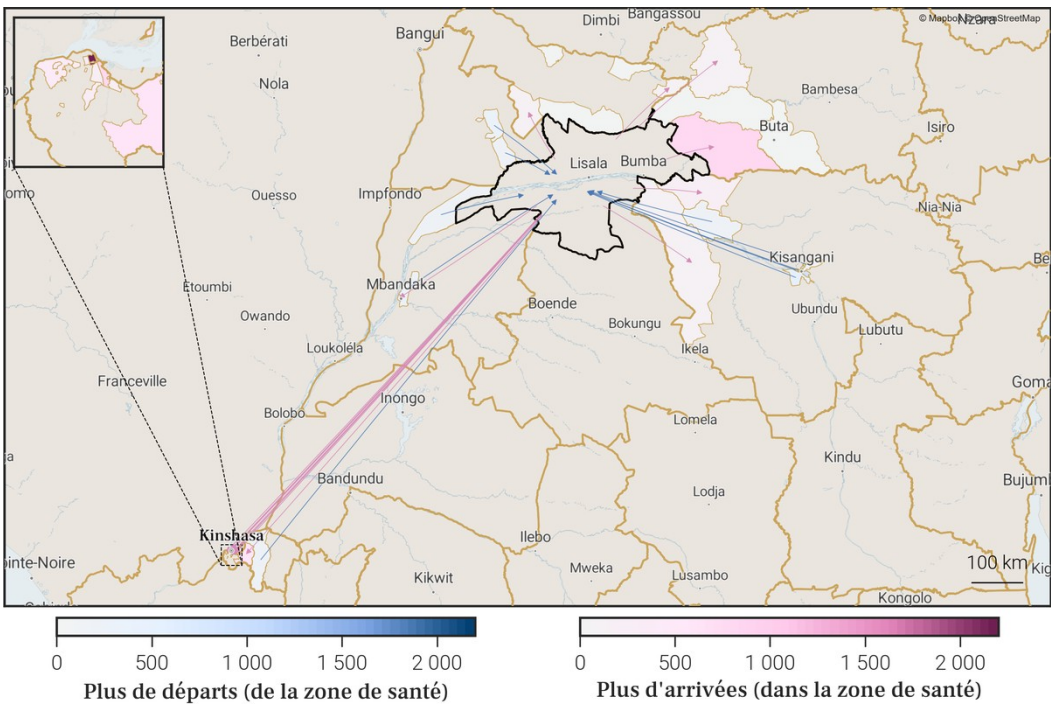 © Mapbox © OpenStreetMap
Nzara
Bangassou
Dimbi
Bangui
Berbérati
Nola
Bambesa
Buta
Isiro
Lisala
Bumba
Ouesso
Impfondo
Nia-Nia
Kisangani
Mbandaka
Étoumbi
Owando
Boende
Ubundu
Bokungu
Lubutu
Loukoléla
Ikela
Franceville
Inongo
Goma
Bolobo
Lomela
Kindu
Bandundu
Lodja
Bujum
Kinshasa
Ilebo
ointe-Noire
Kikwit
Mweka
Lusambo
100 km
Kig
Kongolo
0 500 1 000 1 500 2 000
Plus de départs (de la zone de santé)
0 500 1 000 1 500 2 000
Plus d'arrivées (dans la zone de santé)